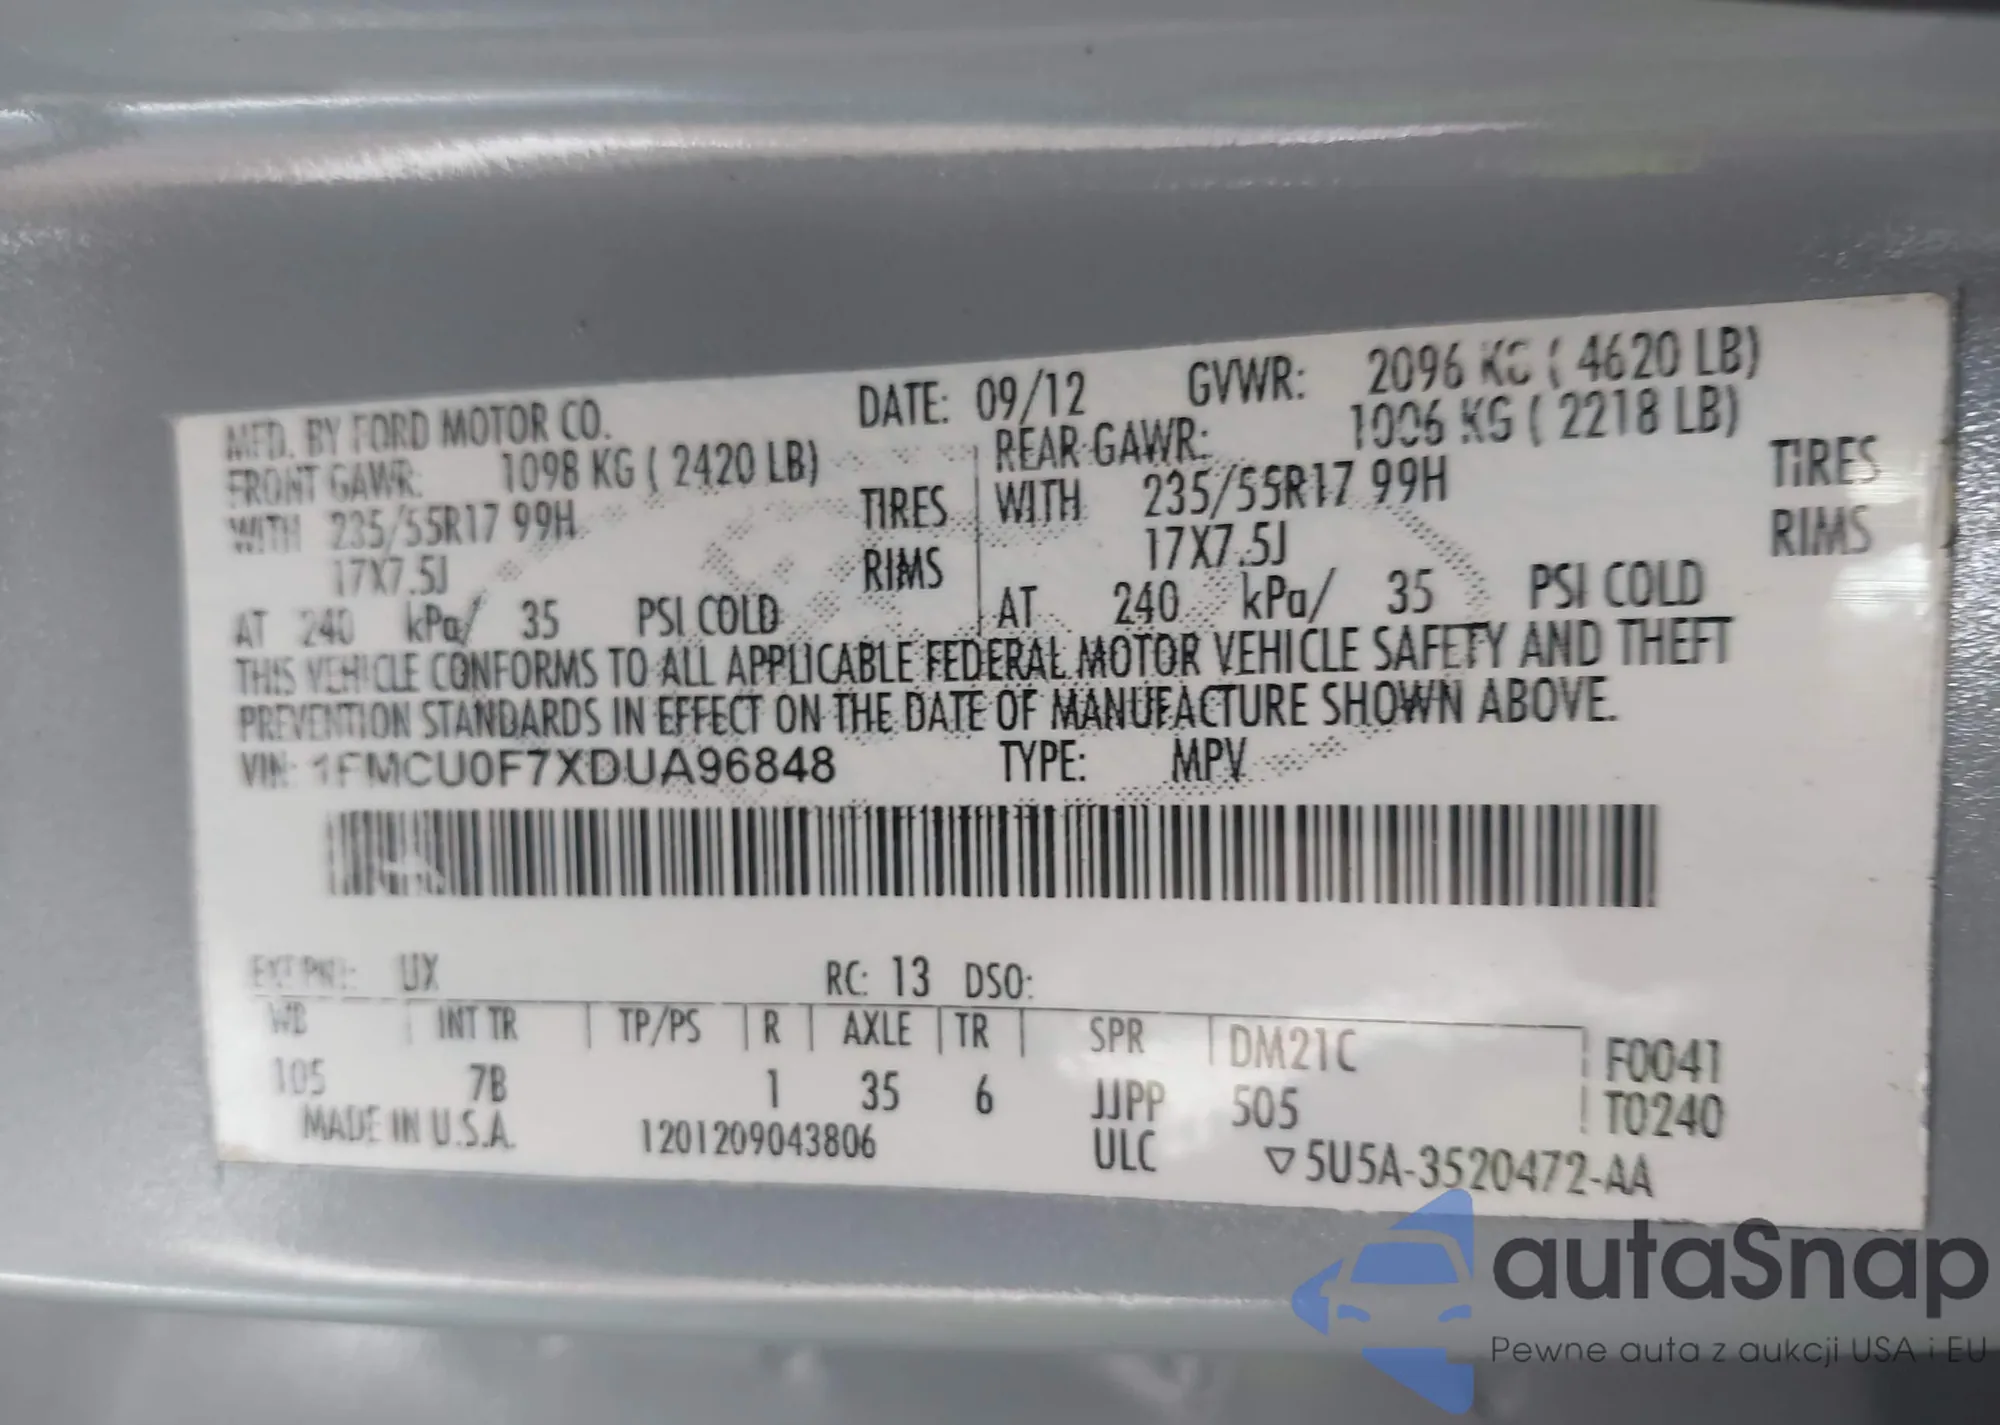 MFD. BY FORD MOTOR CO. DATE: 09/12 GVWR: 2096 KG ( 4620 LB)
FRONT GAWR: 1098 KG ( 2420 LB) REAR GAWR: 1006 KG ( 2218 LB)
WITH 235/55R17 99H TIRES WITH 235/55R17 99H TIRES
17X7.5J RIMS 17X7.5J RIMS
AT 240 kPa/ 35 PSI COLD AT 240 kPa/ 35 PSI COLD
THIS VEHICLE CONFORMS TO ALL APPLICABLE FEDERAL MOTOR VEHICLE SAFETY AND THEFT
PREVENTION STANDARDS IN EFFECT ON THE DATE OF MANUFACTURE SHOWN ABOVE.
VIN: 1FMCU0F7XDUA96848 TYPE: MPV
EXT PNT: UX RC: 13 DSO:
WB INT TR TP/PS R AXLE TR SPR DM21C F0041
105 7B 1 35 6 JJPP 505 T0240
MADE IN U.S.A. 1201209043806 ULC ▽5U5A-3520472-AA
autaSnap
Pewne auta z aukcji USA i EU